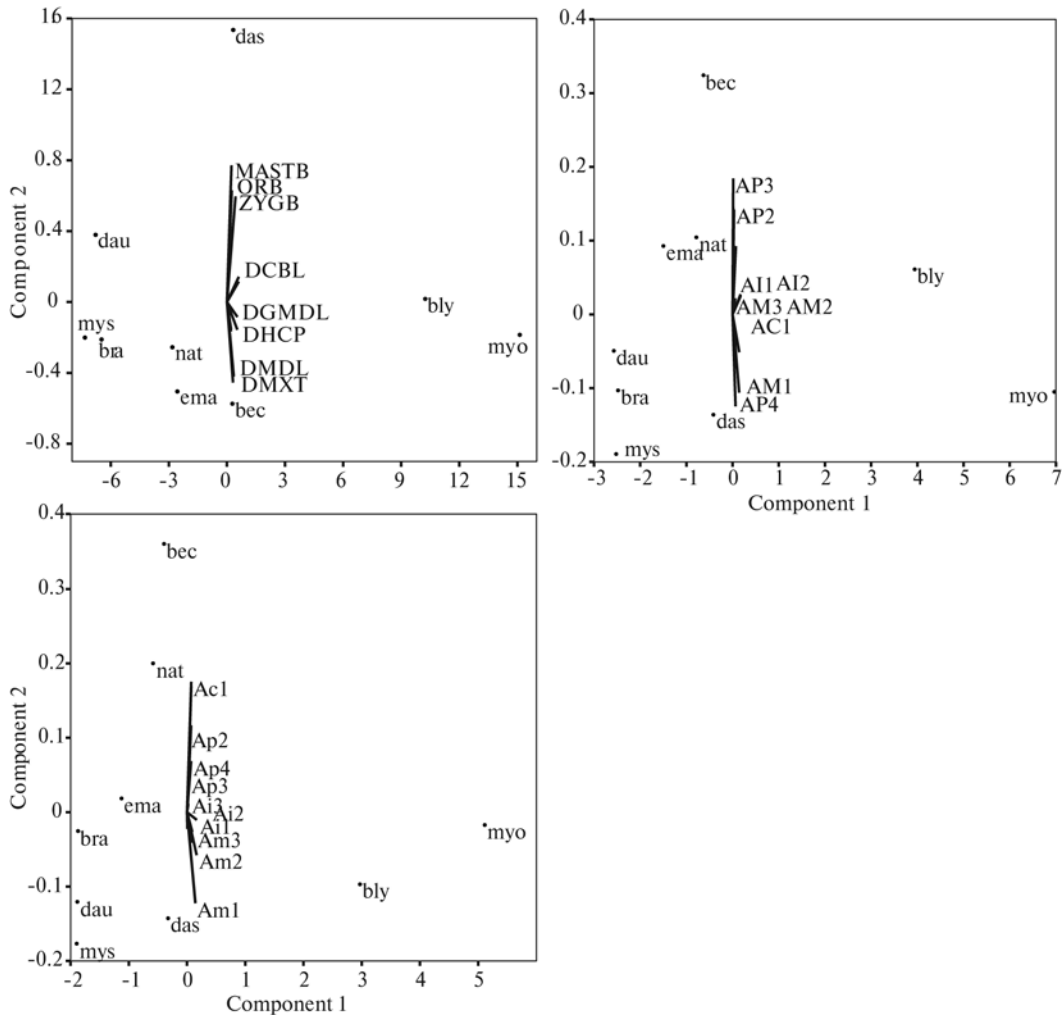 16
12
0.8
0.4
0
-0.4
-0.8
Component 2
das
MASTB
ORB
ZYGB
dau
DCBL
bly
DGMDL
mys
DHCP
bra
nat
myo
DMDL
ema
DMXT
bec
-6
-3
0
3
6
9
12
15
0.4
0.3
0.2
0.1
0
-0.1
-0.2
bec
AP3
AP2
nat
ema
bly
AI1 AI2
AM3 AM2
AC1
dau
bra
AM1
myo
AP4
das
mys
-3
-2
-1
0
1
2
3
4
5
6
7
Component 1
0.4
0.3
0.2
0.1
0
-0.1
-0.2
Component 2
bec
nat
Ac1
Ap2
Ap4
Ap3
ema
Ai3
Ai2
Ai1
bra
Am3
myo
Am2
bly
dau
Am1
das
mys
-2
-1
0
1
2
3
4
5
Component 1